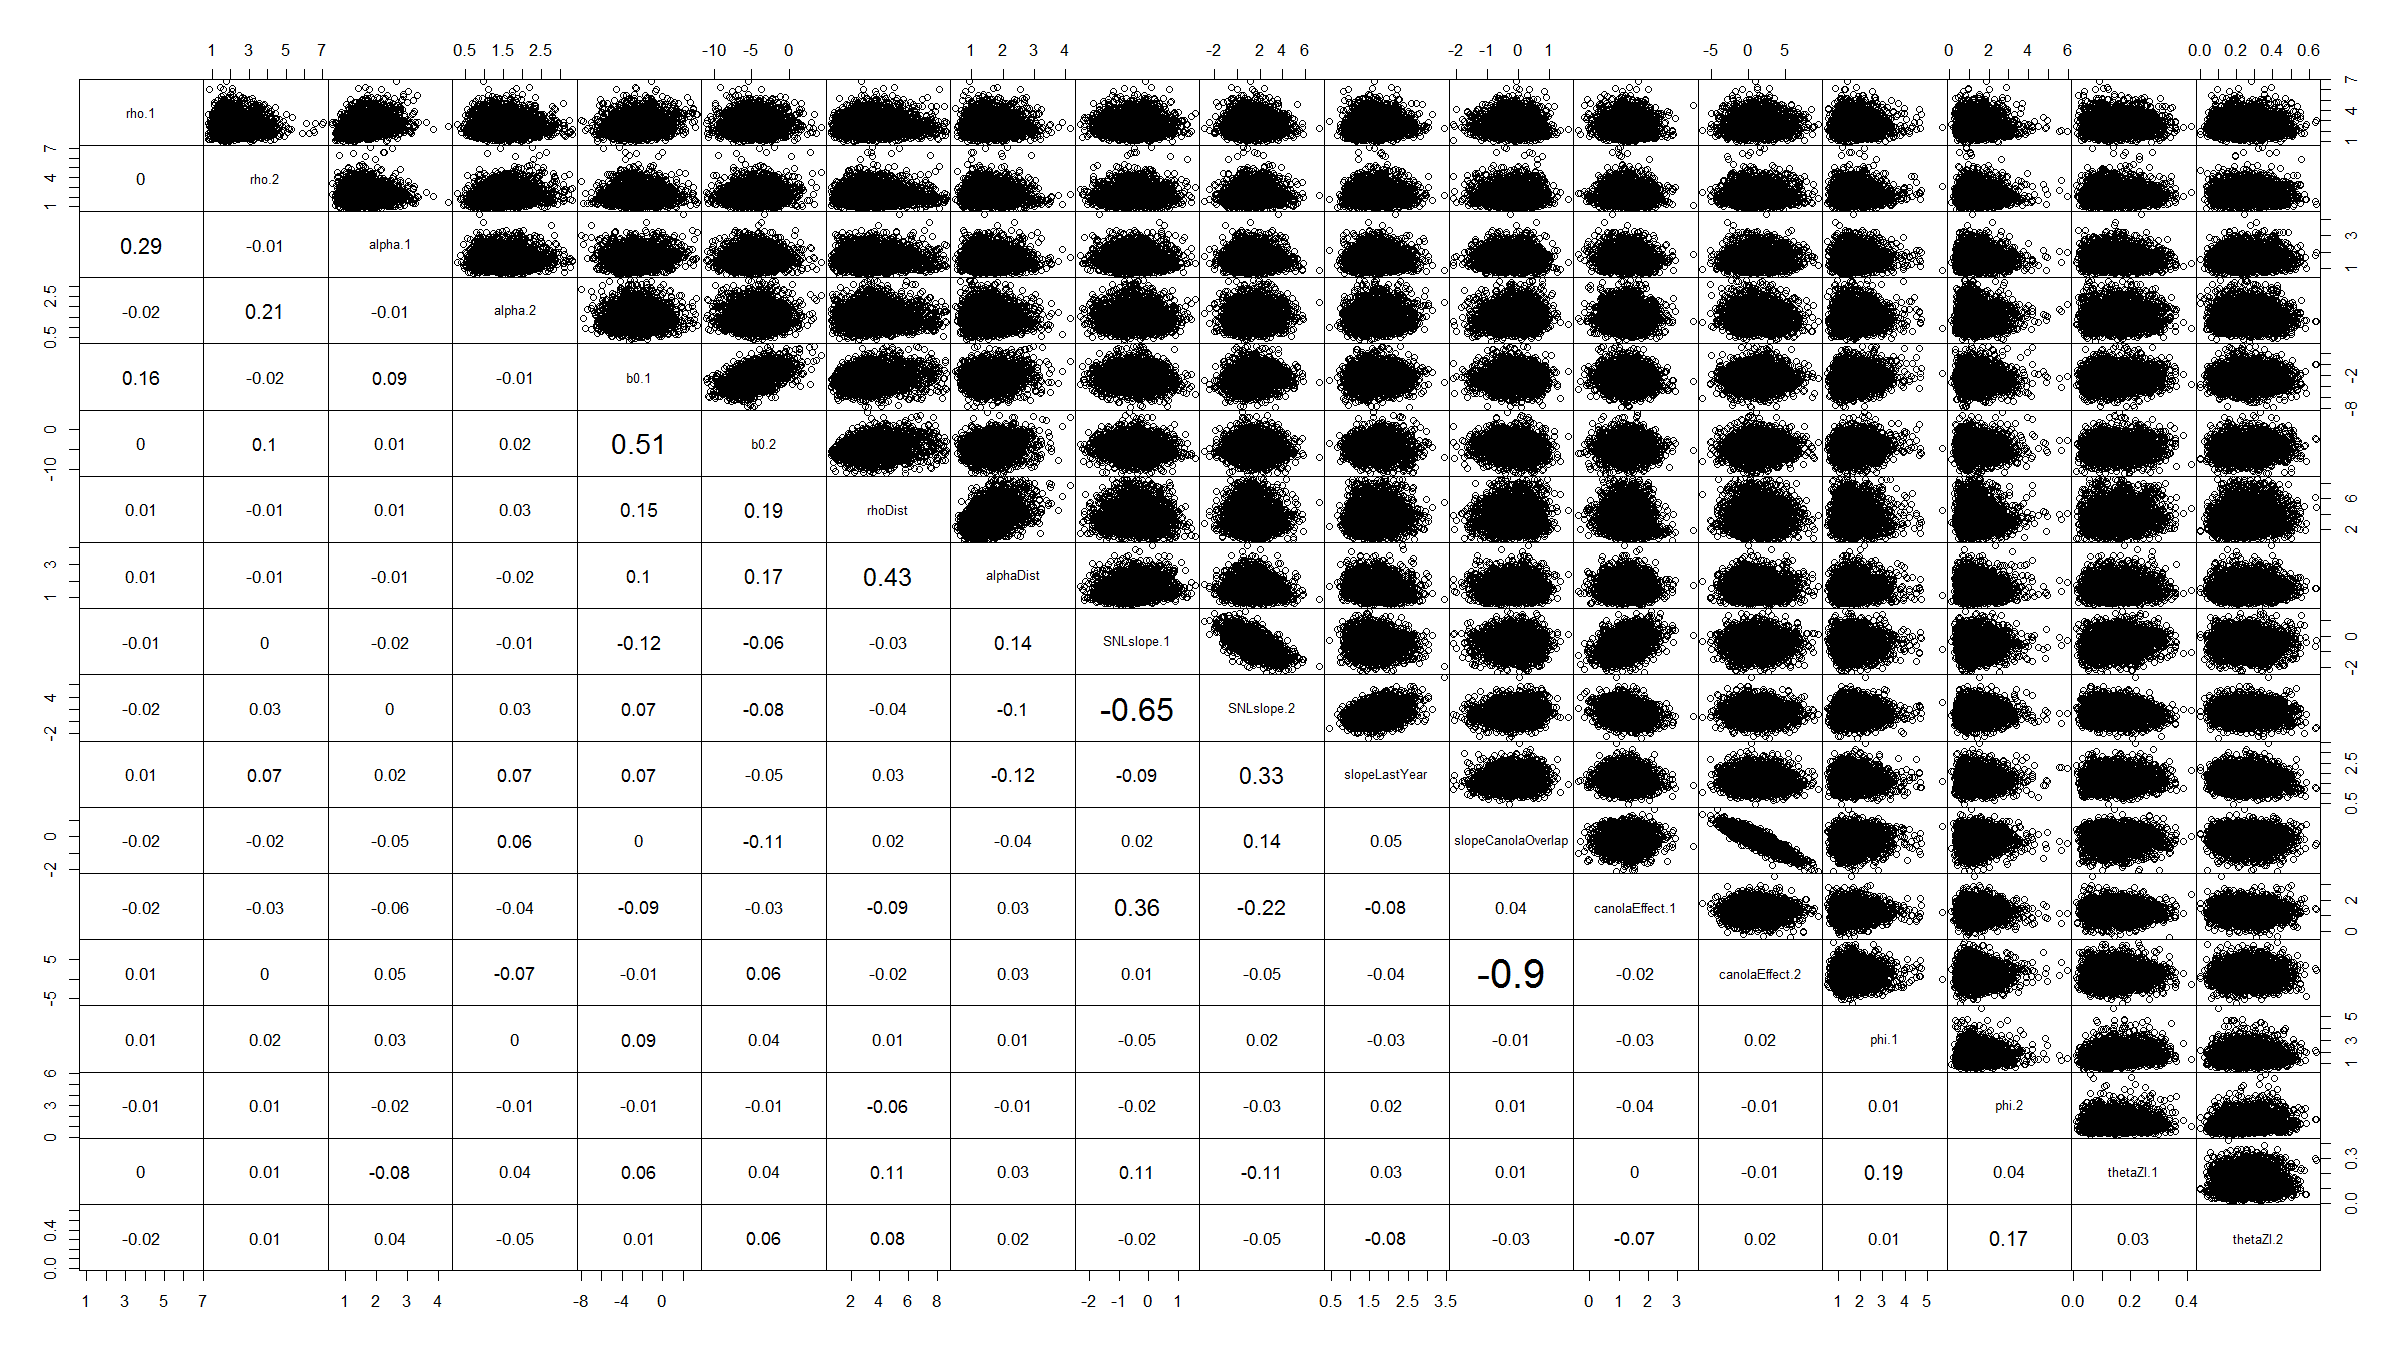 1 3 5 7 0.5 1.5 2.5 -10 -5 0 1 2 3 4 -2 2 4 6 -2 -1 0 1 -5 0 5 0 2 4 6 0.0 0.2 0.4 0.6
rho.1 1 4 7
1 4 7 0 rho.2
0.29 -0.01 alpha.1 1 3
0.5 2.5 -0.02 0.21 -0.01 alpha.2
0.16 -0.02 0.09 -0.01 b0.1 -8 -2
-10 0 0 0.1 0.01 0.02 0.51 b0.2
0.01 -0.01 0.01 0.03 0.15 0.19 rhoDist 2 6
1 3 0.01 -0.01 -0.01 -0.02 0.1 0.17 0.43 alphaDist
-0.01 0 -0.02 -0.01 -0.12 -0.06 -0.03 0.14 SNLslope.1 -2 0
-2 4 -0.02 0.03 0 0.03 0.07 -0.08 -0.04 -0.1 -0.65 SNLslope.2
0.01 0.07 0.02 0.07 0.07 -0.05 0.03 -0.12 -0.09 0.33 slopeLastYear 0.5 2.5
-2 0 -0.02 -0.02 -0.05 0.06 0 -0.11 0.02 -0.04 0.02 0.14 0.05 slopeCanolaOverlap
-0.02 -0.03 -0.06 -0.04 -0.09 -0.03 -0.09 0.03 0.36 -0.22 -0.08 0.04 canolaEffect.1 0 2
-5 5 0.01 0 0.05 -0.07 -0.01 0.06 -0.02 0.03 0.01 -0.05 -0.04 -0.9 -0.02 canolaEffect.2
0.01 0.02 0.03 0 0.09 0.04 0.01 0.01 -0.05 0.02 -0.03 -0.01 -0.03 0.02 phi.1 1 3 5
0 3 6 -0.01 0.01 -0.02 -0.01 -0.01 -0.01 -0.06 -0.01 -0.02 -0.03 0.02 0.01 -0.04 -0.01 0.01 phi.2
0 0.01 -0.08 0.04 0.06 0.04 0.11 0.03 0.11 -0.11 0.03 0.01 0 -0.01 0.19 0.04 thetaZI.1 0.0 0.3
0.0 0.4 -0.02 0.01 0.04 -0.05 0.01 0.06 0.08 0.02 -0.02 -0.05 -0.08 -0.03 -0.07 0.02 0.01 0.17 0.03 thetaZI.2
1 3 5 7 1 2 3 4 -8 -4 0 2 4 6 8 -2 -1 0 1 0.5 1.5 2.5 3.5 0 1 2 3 1 2 3 4 5 0.0 0.2 0.4